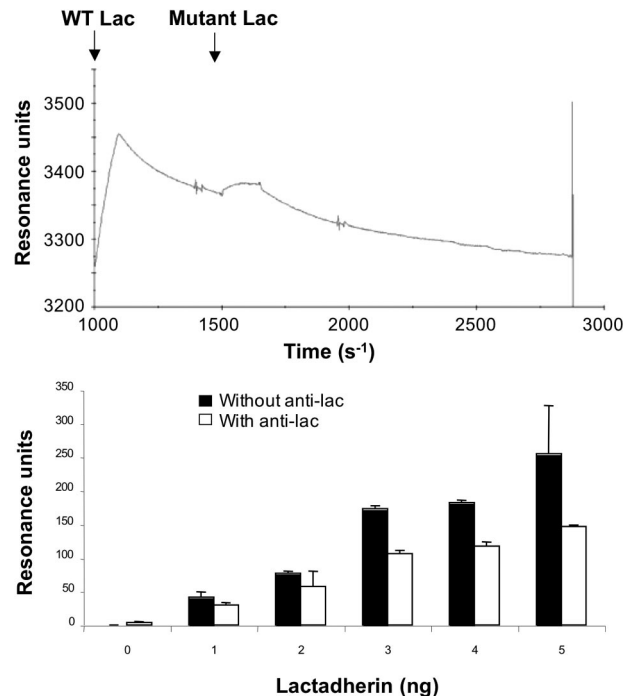 WT Lac Mutant Lac
3500
3400
3300
3200
Resonance units
1000 1500 2000 2500 3000
Time (s-1)
350
300
250
200
150
100
50
0
Resonance units
Without anti-lac
With anti-lac
0 1 2 3 4 5
Lactadherin (ng)